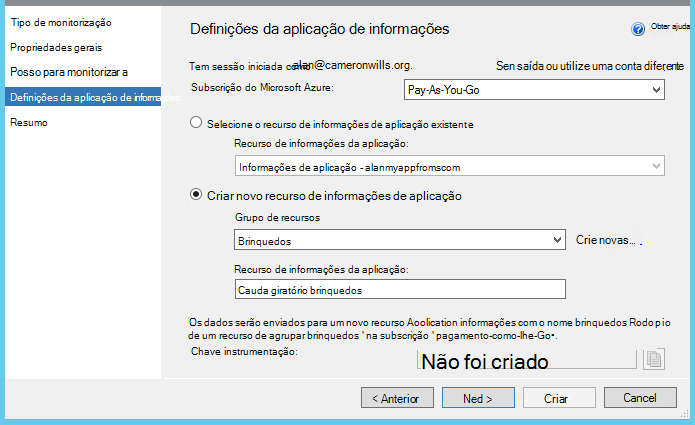 Tipo de monitorização
Propriedades gerais
Posso para monitorizar a
Definições da aplicação de informações
Resumo
Definições da aplicação de informações
Obter ajuda
Tem sessão iniciada como alan@cameronwills.org.
Sen saída ou utilize uma conta diferente
Subscrição do Microsoft Azure:
Pay-As-You-Go
Selecione o recurso de informações de aplicação existente
Recurso de informações da aplicação:
Informações de aplicação - alanmyappfromscom
Criar novo recurso de informações de aplicação
Grupo de recursos
Brinquedos
Crie novas... .
Recurso de informações da aplicação:
Cauda giratório brinquedos
Os dados serão enviados para um novo recurso Aoolication informações com o nome brinquedos Rodopio
de um recurso de agrupar brinquedos ' na subscrição ' pagamento-como-lhe-Go•.
Chave instrumentação:
Não foi criado
< Anterior
Ned >
Criar
Cancel